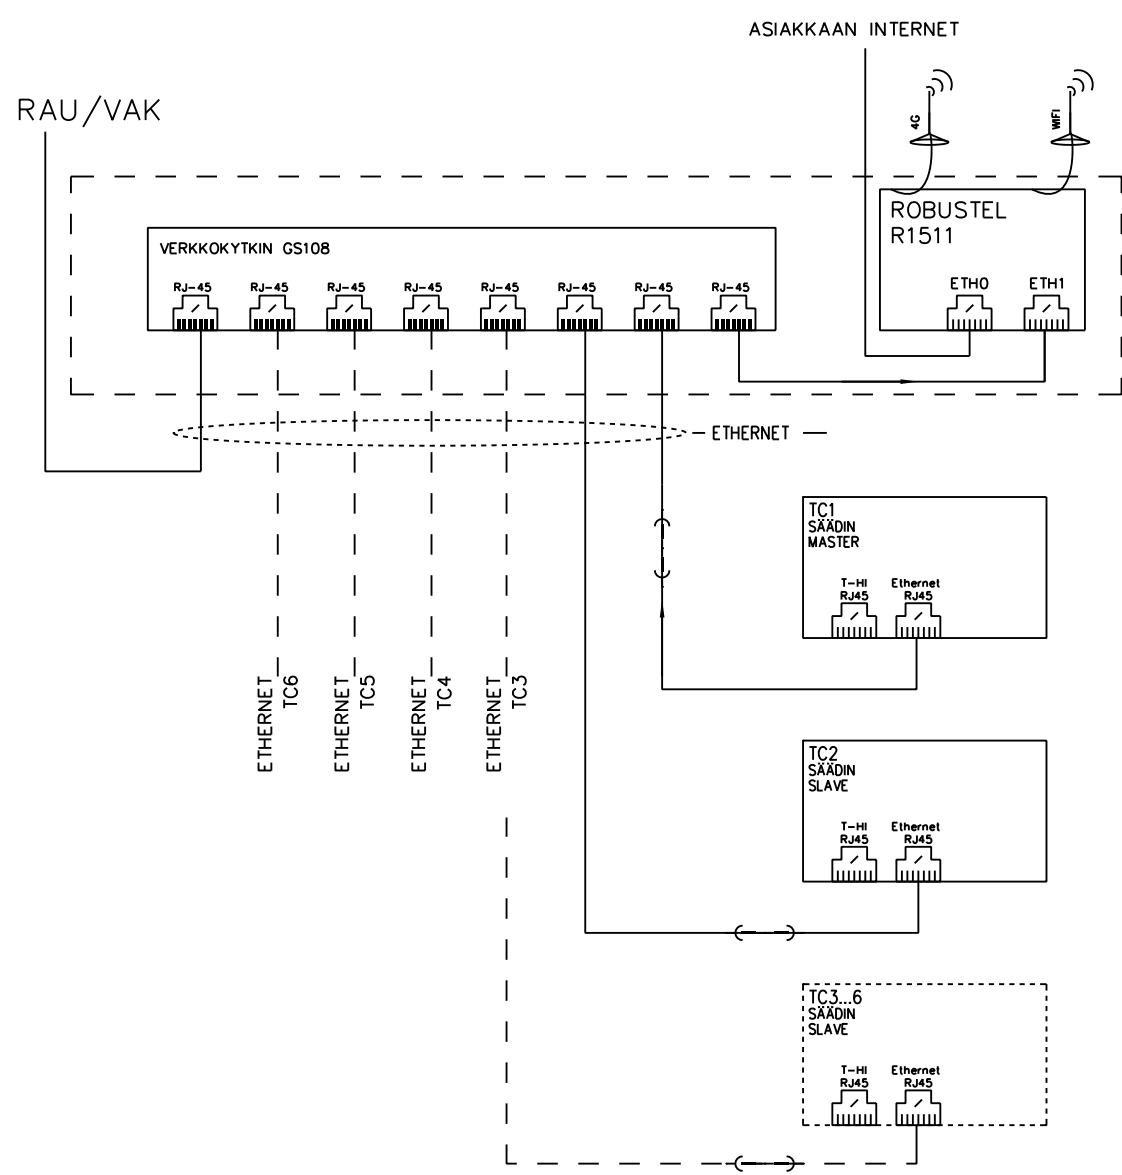 ASIAKKAAN INTERNET
RAU/VAK
4G
WIFI
ROBUSTEL
R1511
VERKKOKYTKIN GS108
RJ-45 RJ-45 RJ-45 RJ-45 RJ-45 RJ-45 RJ-45 RJ-45
ETH0 ETH1
ETHERNET
TC1
SÄÄDIN
MASTER
T-HI Ethernet
RJ45 RJ45
ETHERNET
TC6
ETHERNET
TC5
ETHERNET
TC4
ETHERNET
TC3
TC2
SÄÄDIN
SLAVE
T-HI Ethernet
RJ45 RJ45
TC3...6
SÄÄDIN
SLAVE
T-HI Ethernet
RJ45 RJ45